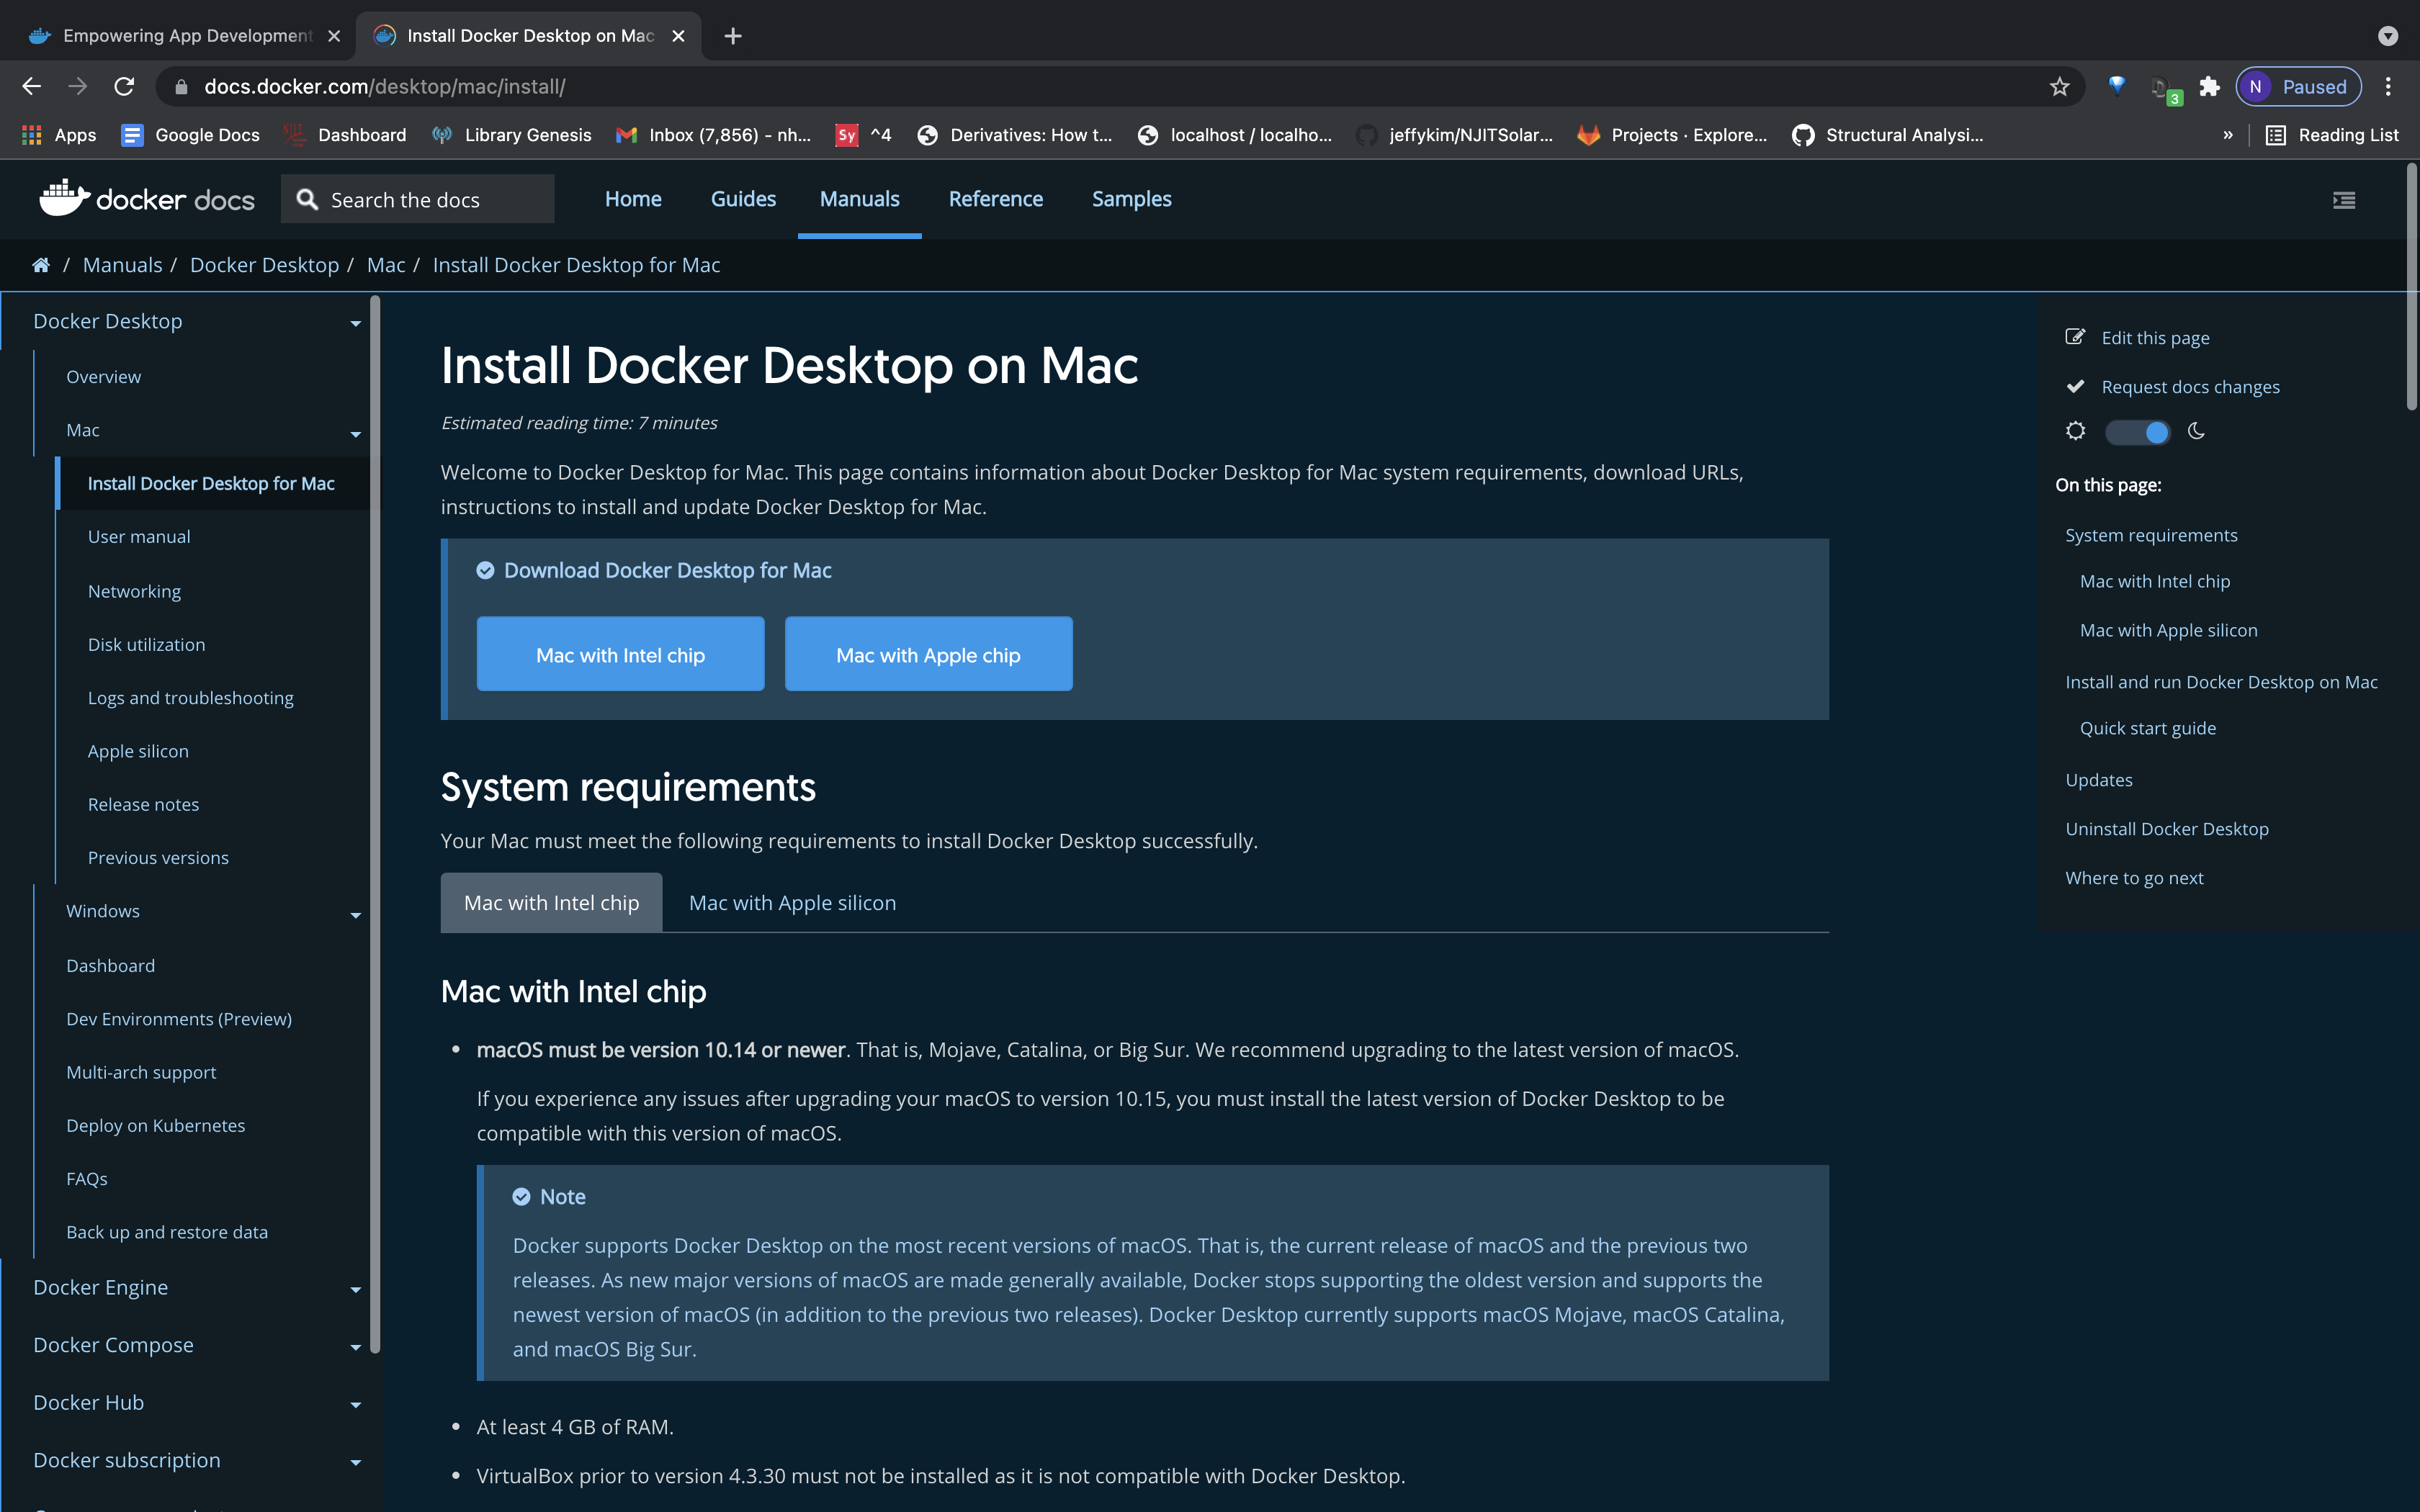 Empowering App Development
Install Docker Desktop on Mac
docs.docker.com/desktop/mac/install/
3
N
Paused
Apps
Google Docs
Dashboard
Library Genesis
Inbox (7,856) - nh...
Sy
^4
Derivatives: How t...
localhost / localho...
jeffykim/NJITSolar...
Projects · Explore...
Structural Analysi...
»
Reading List
docker docs
Search the docs
Home
Guides
Manuals
Reference
Samples
/ Manuals / Docker Desktop / Mac / Install Docker Desktop for Mac
Docker Desktop
Overview
Mac
Install Docker Desktop for Mac
User manual
Networking
Disk utilization
Logs and troubleshooting
Apple silicon
Release notes
Previous versions
Windows
Dashboard
Dev Environments (Preview)
Multi-arch support
Deploy on Kubernetes
FAQs
Back up and restore data
Docker Engine
Docker Compose
Docker Hub
Docker subscription
Install Docker Desktop on Mac
Estimated reading time: 7 minutes
Welcome to Docker Desktop for Mac. This page contains information about Docker Desktop for Mac system requirements, download URLs,
instructions to install and update Docker Desktop for Mac.
Download Docker Desktop for Mac
Mac with Intel chip
Mac with Apple chip
System requirements
Your Mac must meet the following requirements to install Docker Desktop successfully.
Mac with Intel chip
Mac with Apple silicon
Mac with Intel chip
• macOS must be version 10.14 or newer. That is, Mojave, Catalina, or Big Sur. We recommend upgrading to the latest version of macOS.
If you experience any issues after upgrading your macOS to version 10.15, you must install the latest version of Docker Desktop to be
compatible with this version of macOS.
Note
Docker supports Docker Desktop on the most recent versions of macOS. That is, the current release of macOS and the previous two
releases. As new major versions of macOS are made generally available, Docker stops supporting the oldest version and supports the
newest version of macOS (in addition to the previous two releases). Docker Desktop currently supports macOS Mojave, macOS Catalina,
and macOS Big Sur.
• At least 4 GB of RAM.
• VirtualBox prior to version 4.3.30 must not be installed as it is not compatible with Docker Desktop.
Edit this page
Request docs changes
On this page:
System requirements
Mac with Intel chip
Mac with Apple silicon
Install and run Docker Desktop on Mac
Quick start guide
Updates
Uninstall Docker Desktop
Where to go next